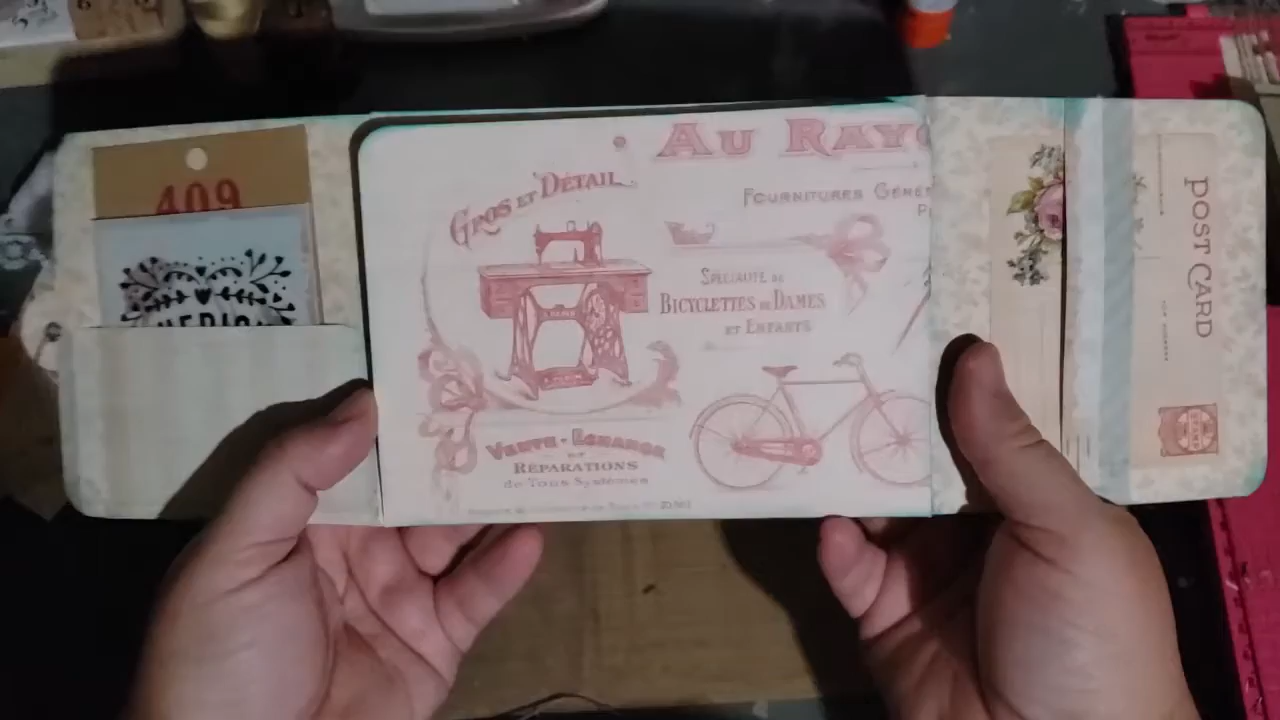 409
GROS ET DÉTAIL
AU RAYO
FOURNITURES GÉNÉ
SPÉCIALITÉ DE
BICYCLETTES DE DAMES
ET ENFANTS
VENTE - ECHANGE
RÉPARATIONS
de Tous Systèmes
POST CARD